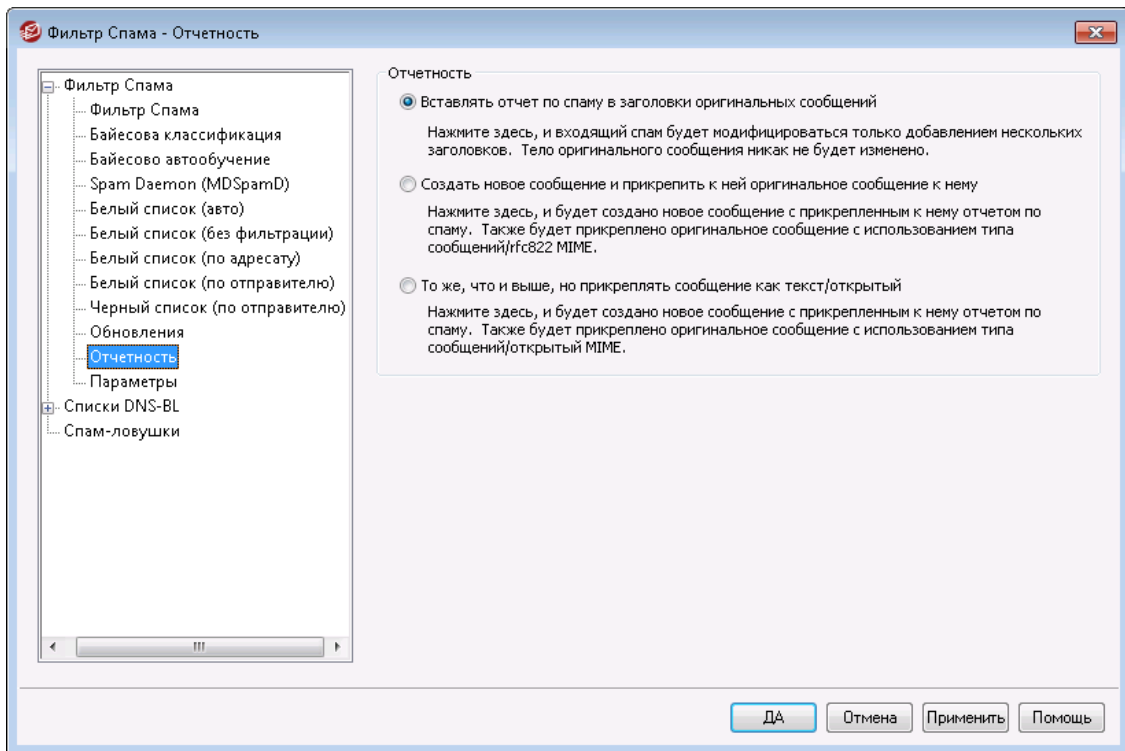 Фильтр Спама - Отчетность
Фильтр Спама
Фильтр Спама
Байесова классификация
Байесово автообучение
Spam Daemon (MDSpamD)
Белый список (авто)
Белый список (без фильтрации)
Белый список (по адресату)
Белый список (по отправителю)
Черный список (по отправителю)
Обновления
Отчетность
Параметры
Списки DNS-BL
Спам-ловушки
Отчетность
Вставлять отчет по спаму в заголовки оригинальных сообщений
Нажмите здесь, и входящий спам будет модифицироваться только добавлением нескольких
заголовков. Тело оригинального сообщения никак не будет изменено.
Создать новое сообщение и прикрепить к ней оригинальное сообщение к нему
Нажмите здесь, и будет создано новое сообщение с прикрепленным к нему отчетом по
спаму. Также будет прикреплено оригинальное сообщение с использованием типа
сообщений/rfc822 MIME.
То же, что и выше, но прикреплять сообщение как текст/открытый
Нажмите здесь, и будет создано новое сообщение с прикрепленным к нему отчетом по
спаму. Также будет прикреплено оригинальное сообщение с использованием типа
сообщений/открытый MIME.
ДА
Отмена
Применить
Помощь